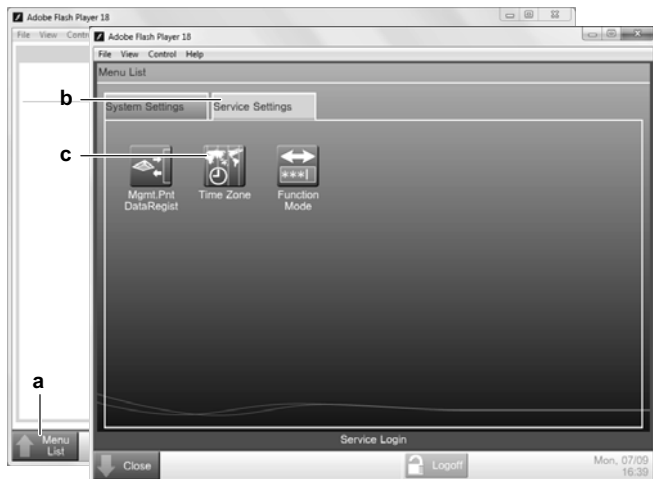 Adobe Flash Player 18
File View Contr
Adobe Flash Player 18
File View Control Help
Menu List
b
System Settings
Service Settings
c
Mgmt.Pnt
DataRegist
Time Zone
***|
Function
Mode
a
Menu
List
Service Login
Close
Logoff
Mon, 07/09
16:39